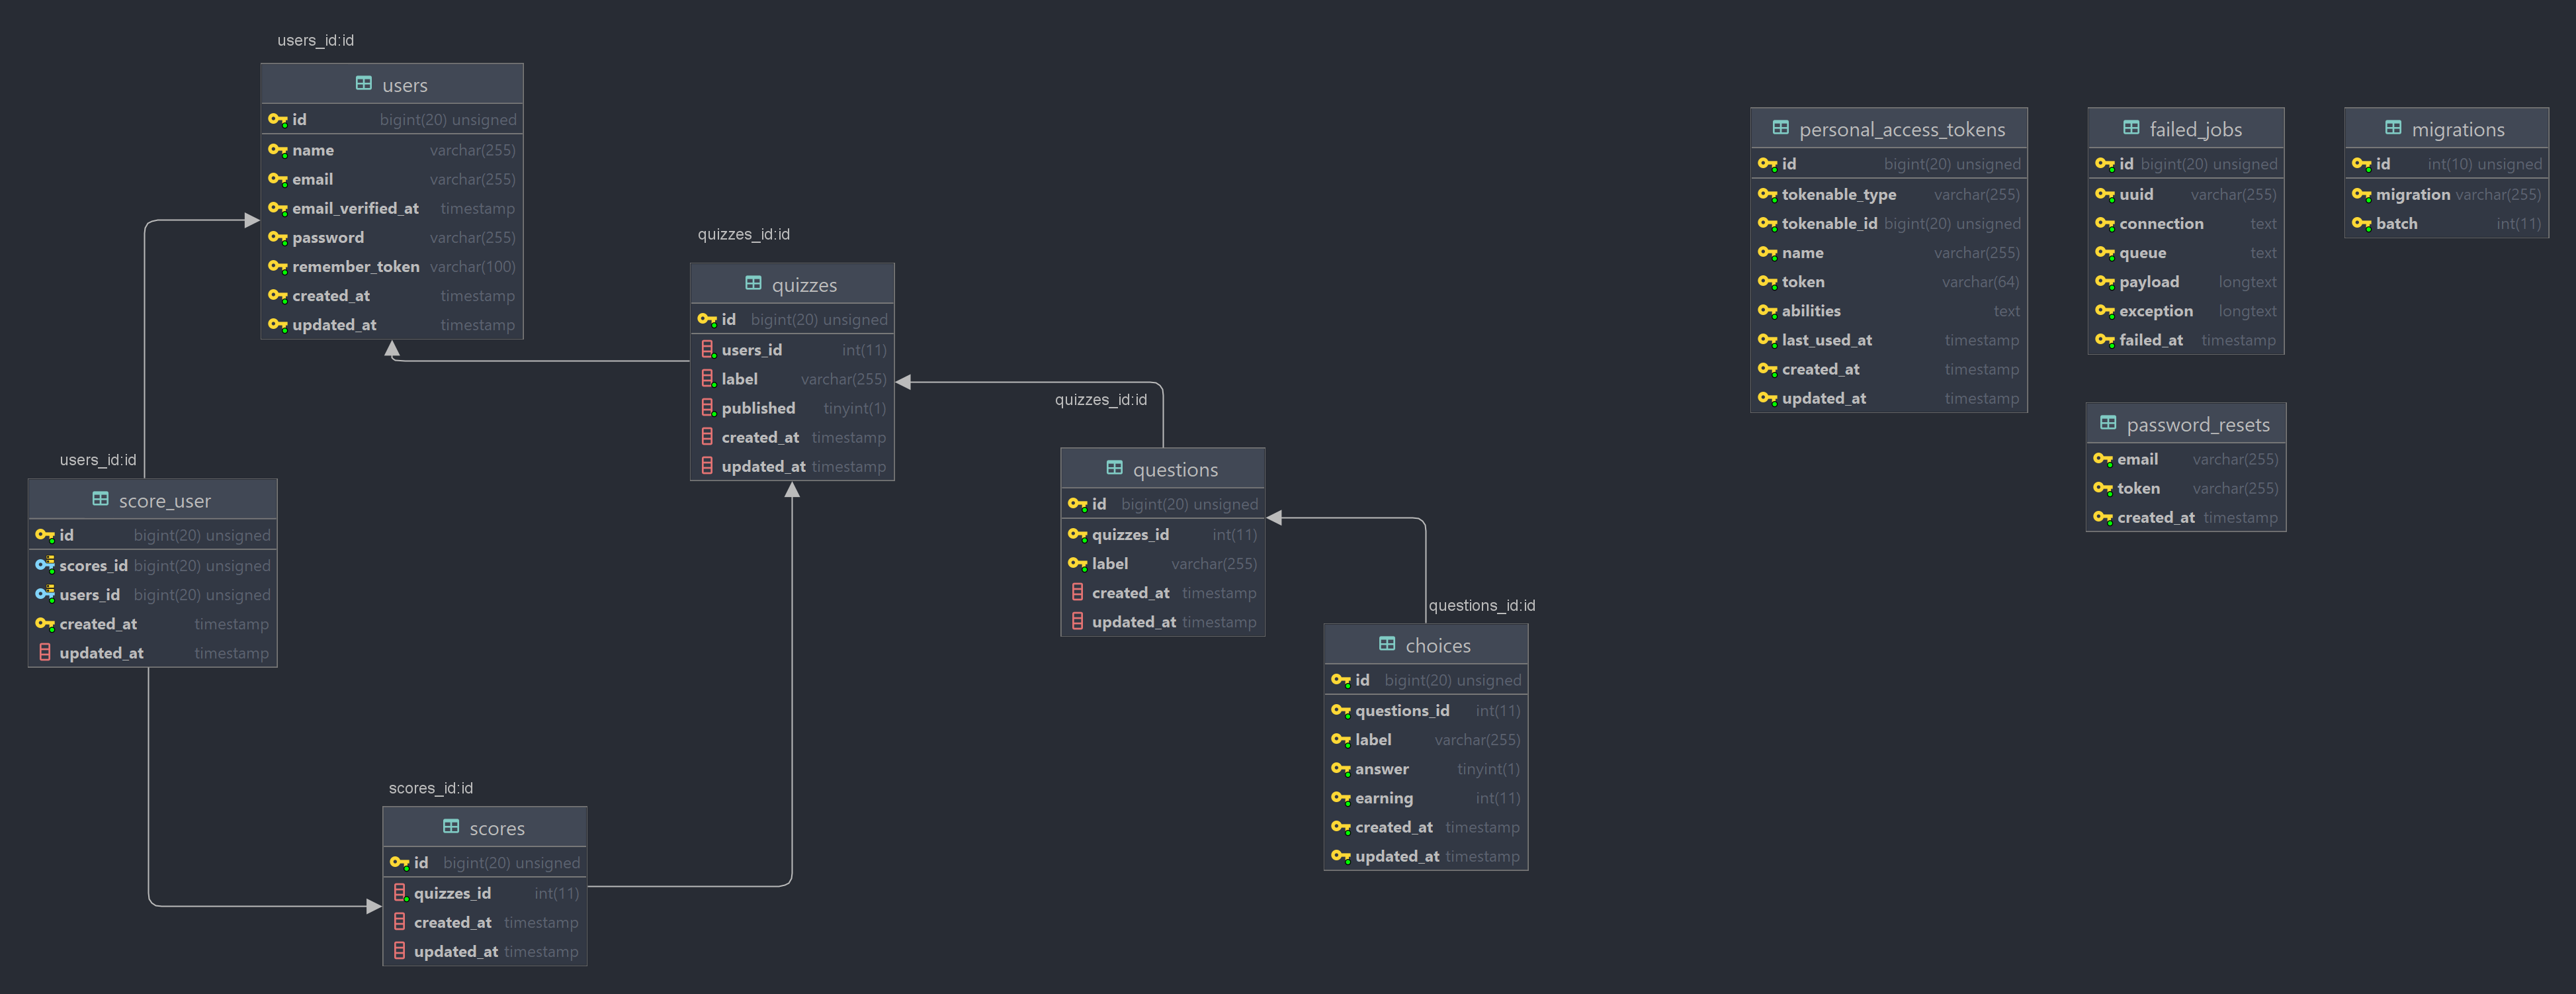 users_id:id
users
id bigint(20) unsigned
name varchar(255)
email varchar(255)
email_verified_at timestamp
password varchar(255)
remember_token varchar(100)
created_at timestamp
updated_at timestamp
quizzes_id:id
quizzes
id bigint(20) unsigned
users_id int(11)
label varchar(255)
published tinyint(1)
created_at timestamp
updated_at timestamp
users_id:id
score_user
id bigint(20) unsigned
scores_id bigint(20) unsigned
users_id bigint(20) unsigned
created_at timestamp
updated_at timestamp
scores_id:id
scores
id bigint(20) unsigned
quizzes_id int(11)
created_at timestamp
updated_at timestamp
quizzes_id:id
questions
id bigint(20) unsigned
quizzes_id int(11)
label varchar(255)
created_at timestamp
updated_at timestamp
questions_id:id
choices
id bigint(20) unsigned
questions_id int(11)
label varchar(255)
answer tinyint(1)
earning int(11)
created_at timestamp
updated_at timestamp
personal_access_tokens
id bigint(20) unsigned
tokenable_type varchar(255)
tokenable_id bigint(20) unsigned
name varchar(255)
token varchar(64)
abilities text
last_used_at timestamp
created_at timestamp
updated_at timestamp
failed_jobs
id bigint(20) unsigned
uuid varchar(255)
connection text
queue text
payload longtext
exception longtext
failed_at timestamp
migrations
id int(10) unsigned
migration varchar(255)
batch int(11)
password_resets
email varchar(255)
token varchar(255)
created_at timestamp